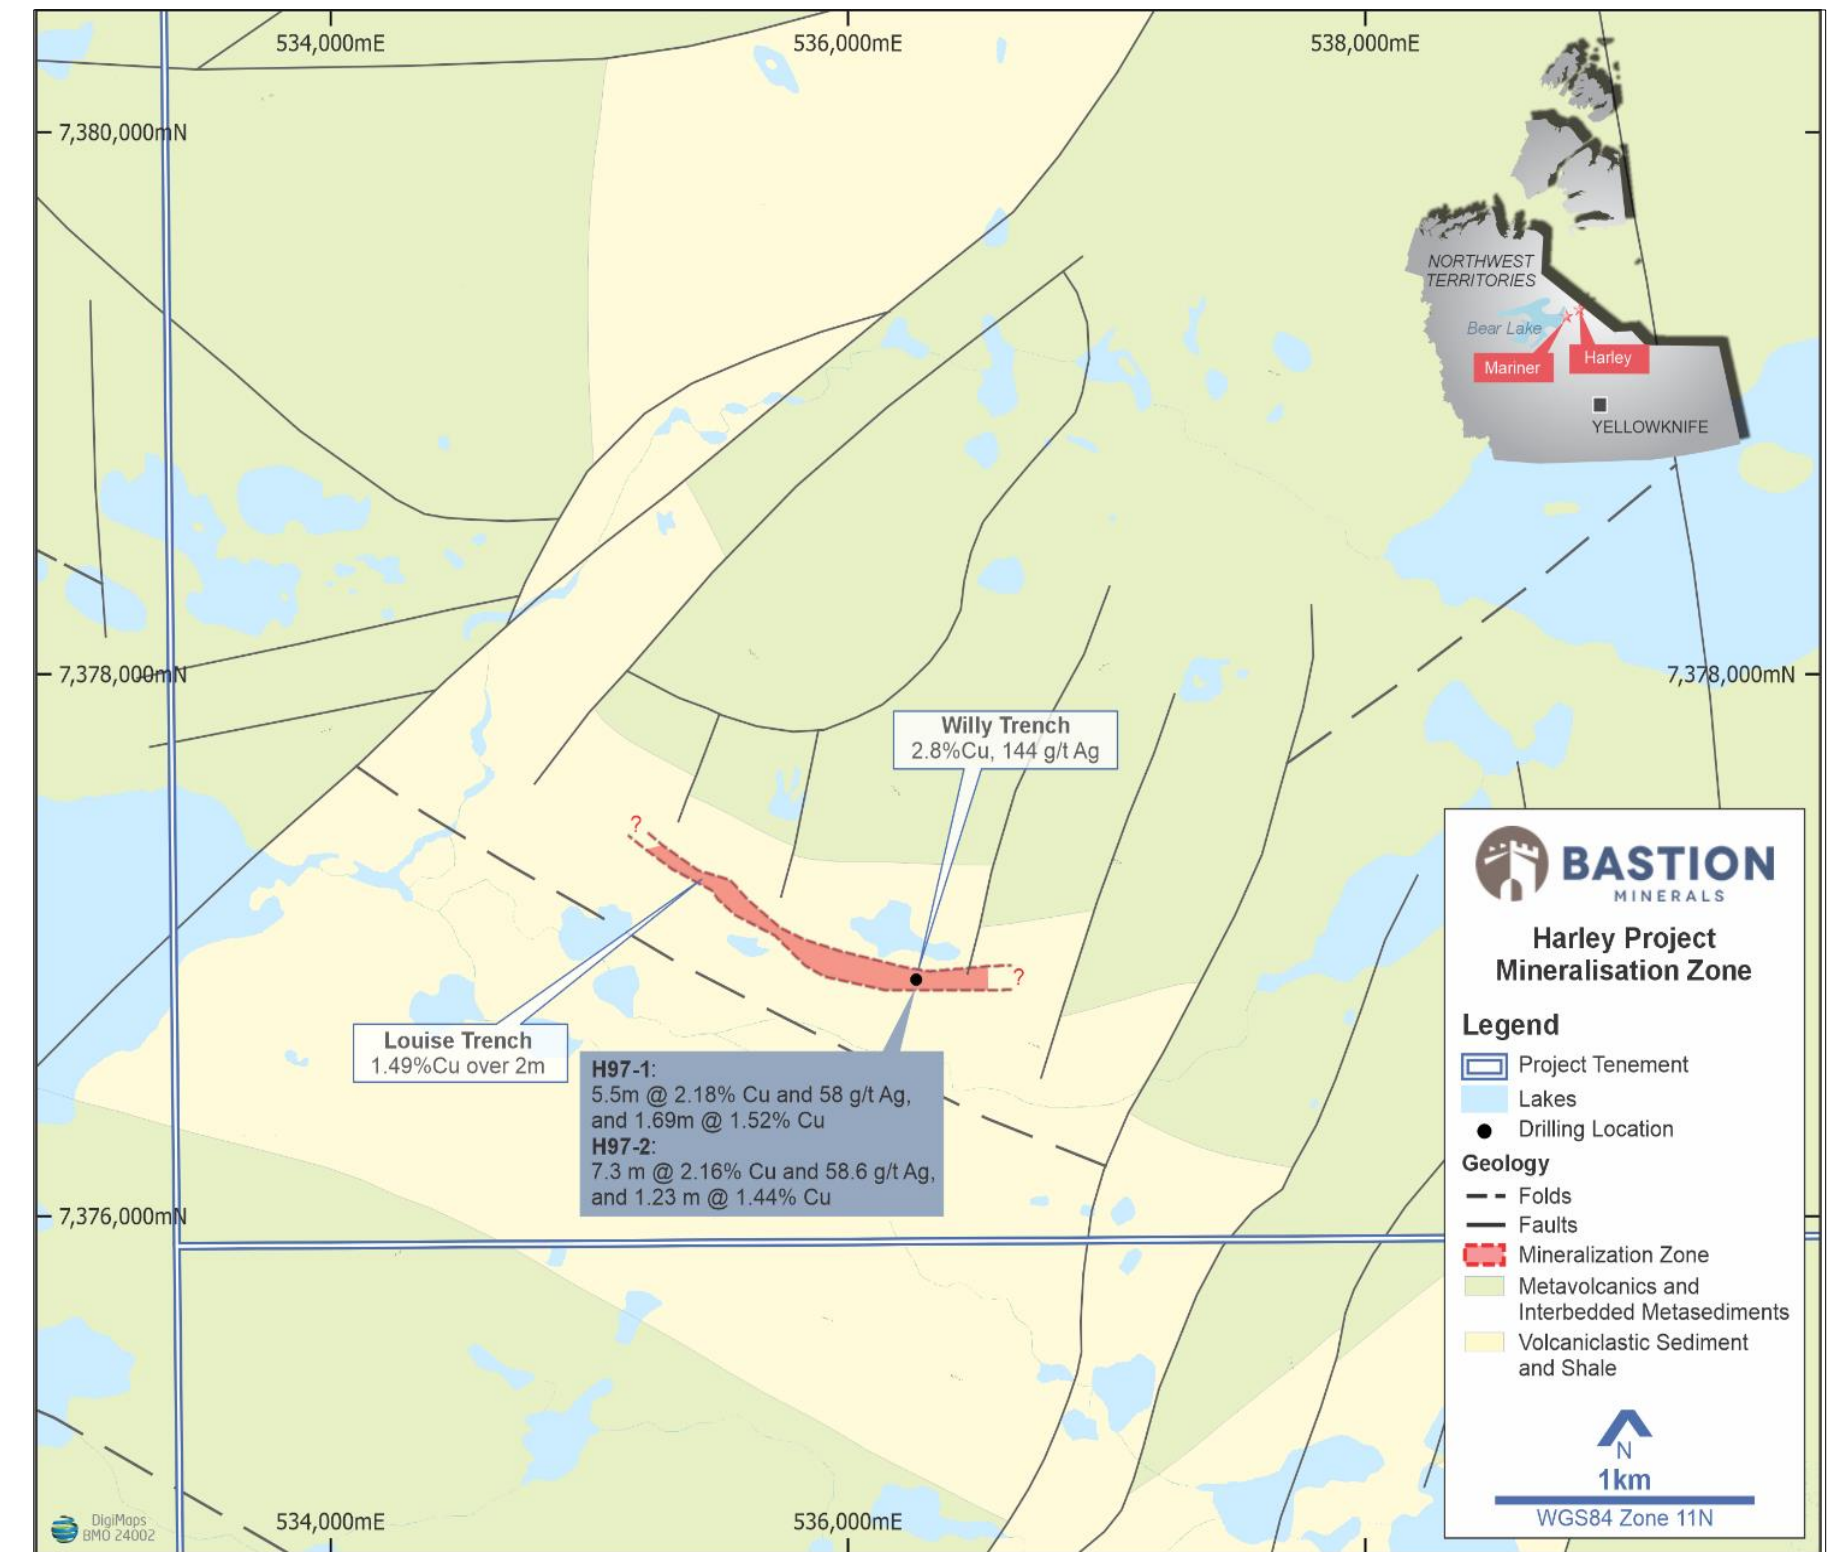 534,000mE
536,000mE
538,000mE
7,380,000mN
NORTHWEST
TERRITORIES
Bear Lake
Mariner
Harley
YELLOWKNIFE
7,378,000mN
7,378,000mN
Willy Trench
2.8%Cu, 144 g/t Ag
?
?
Louise Trench
1.49%Cu over 2m
H97-1:
5.5m @ 2.18% Cu and 58 g/t Ag,
and 1.69m @ 1.52% Cu
H97-2:
7.3 m @ 2.16% Cu and 58.6 g/t Ag,
and 1.23 m @ 1.44% Cu
7,376,000mN
BASTION
MINERALS
Harley Project
Mineralisation Zone
Legend
Project Tenement
Lakes
Drilling Location
Geology
Folds
Faults
Mineralization Zone
Metavolcanics and
Interbedded Metasediments
Volcaniclastic Sediment
and Shale
N
1km
WGS84 Zone 11N
DigiMaps
BMO 24002
534,000mE
536,000mE